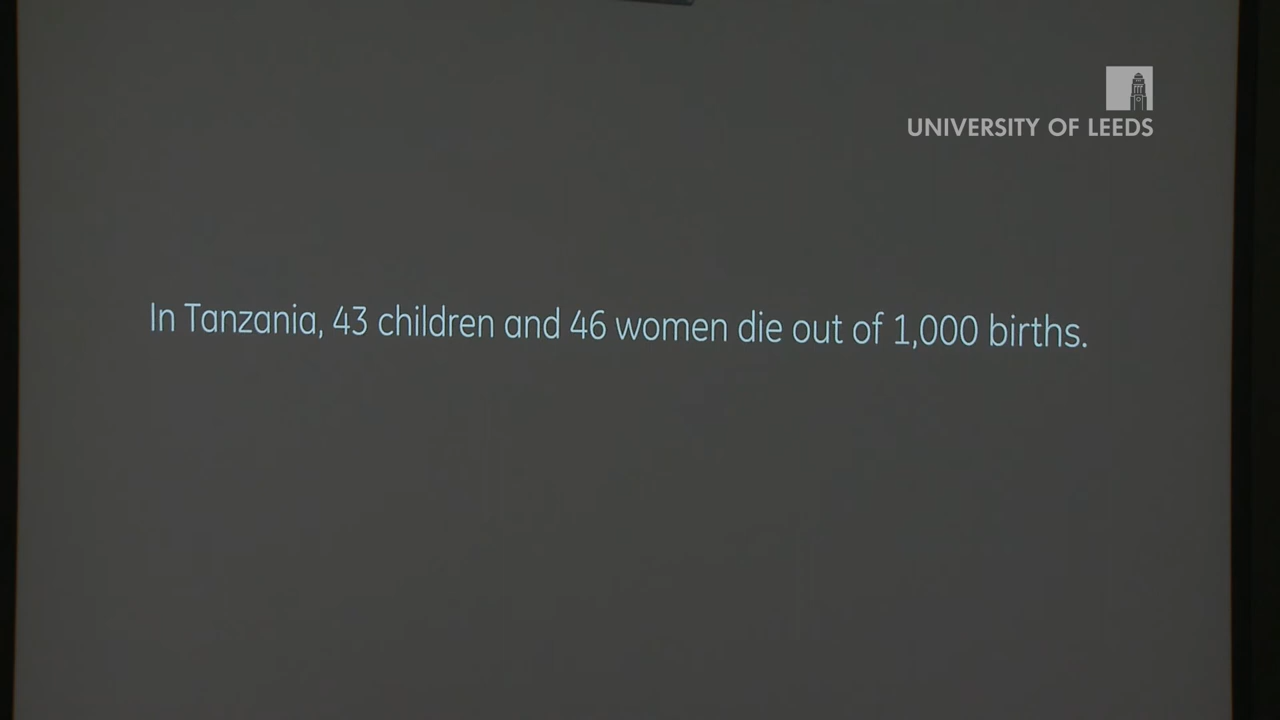 UNIVERSITY OF LEEDS
In Tanzania, 43 children and 46 women die out of 1,000 births.